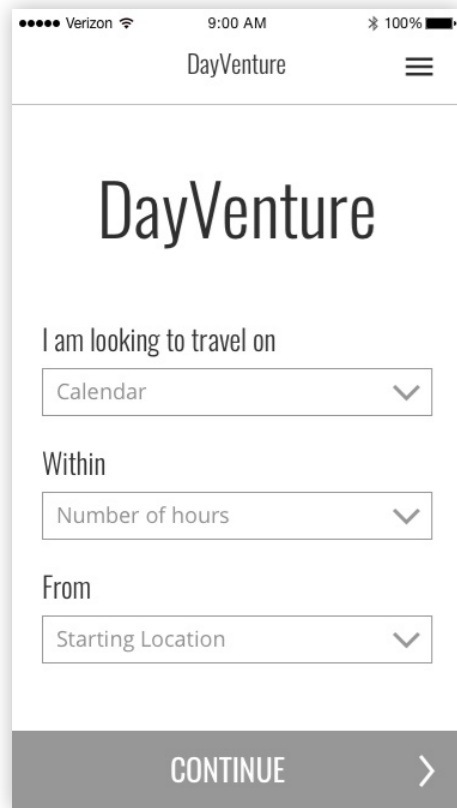 Verizon 9:00 AM 100%
DayVenture
DayVenture
I am looking to travel on
Calendar
Within
Number of hours
From
Starting Location
CONTINUE